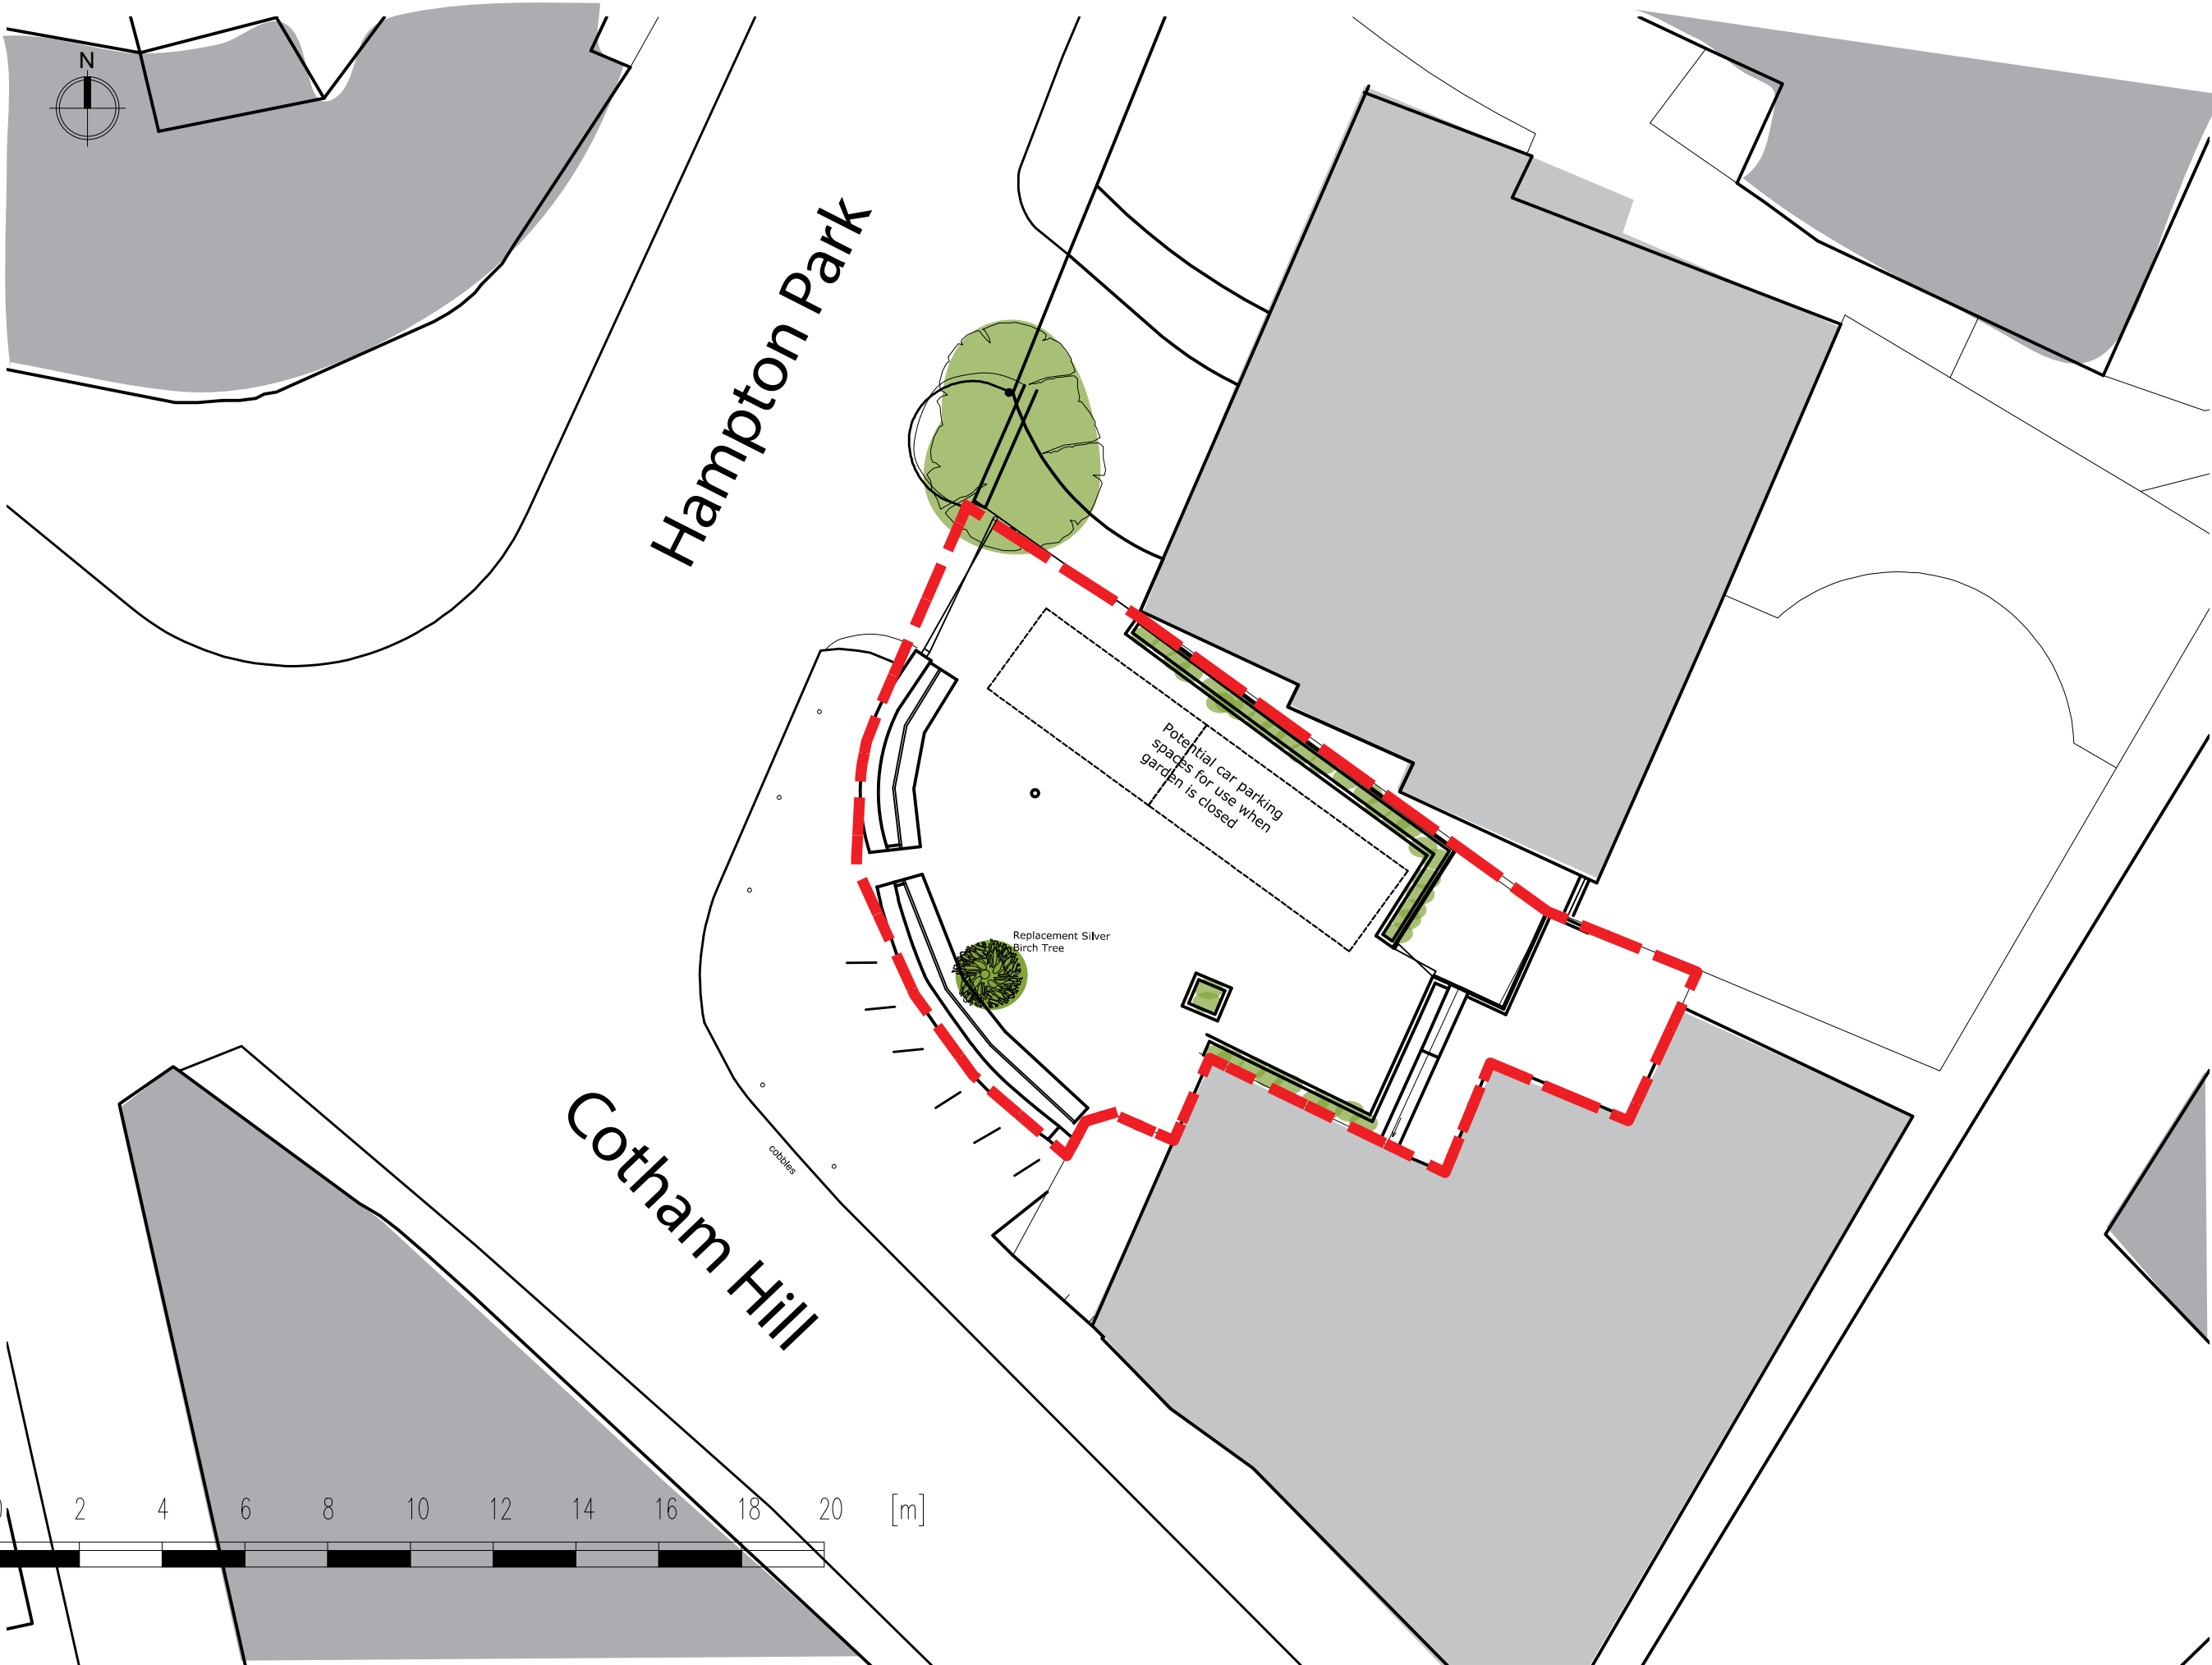 N
Hampton Park
Potential car parking
spaces for use when
garden is closed
Replacement Silver
Birch Tree
Cotham Hill
cobbles
2 4 6 8 10 12 14 16 18 20 [m]